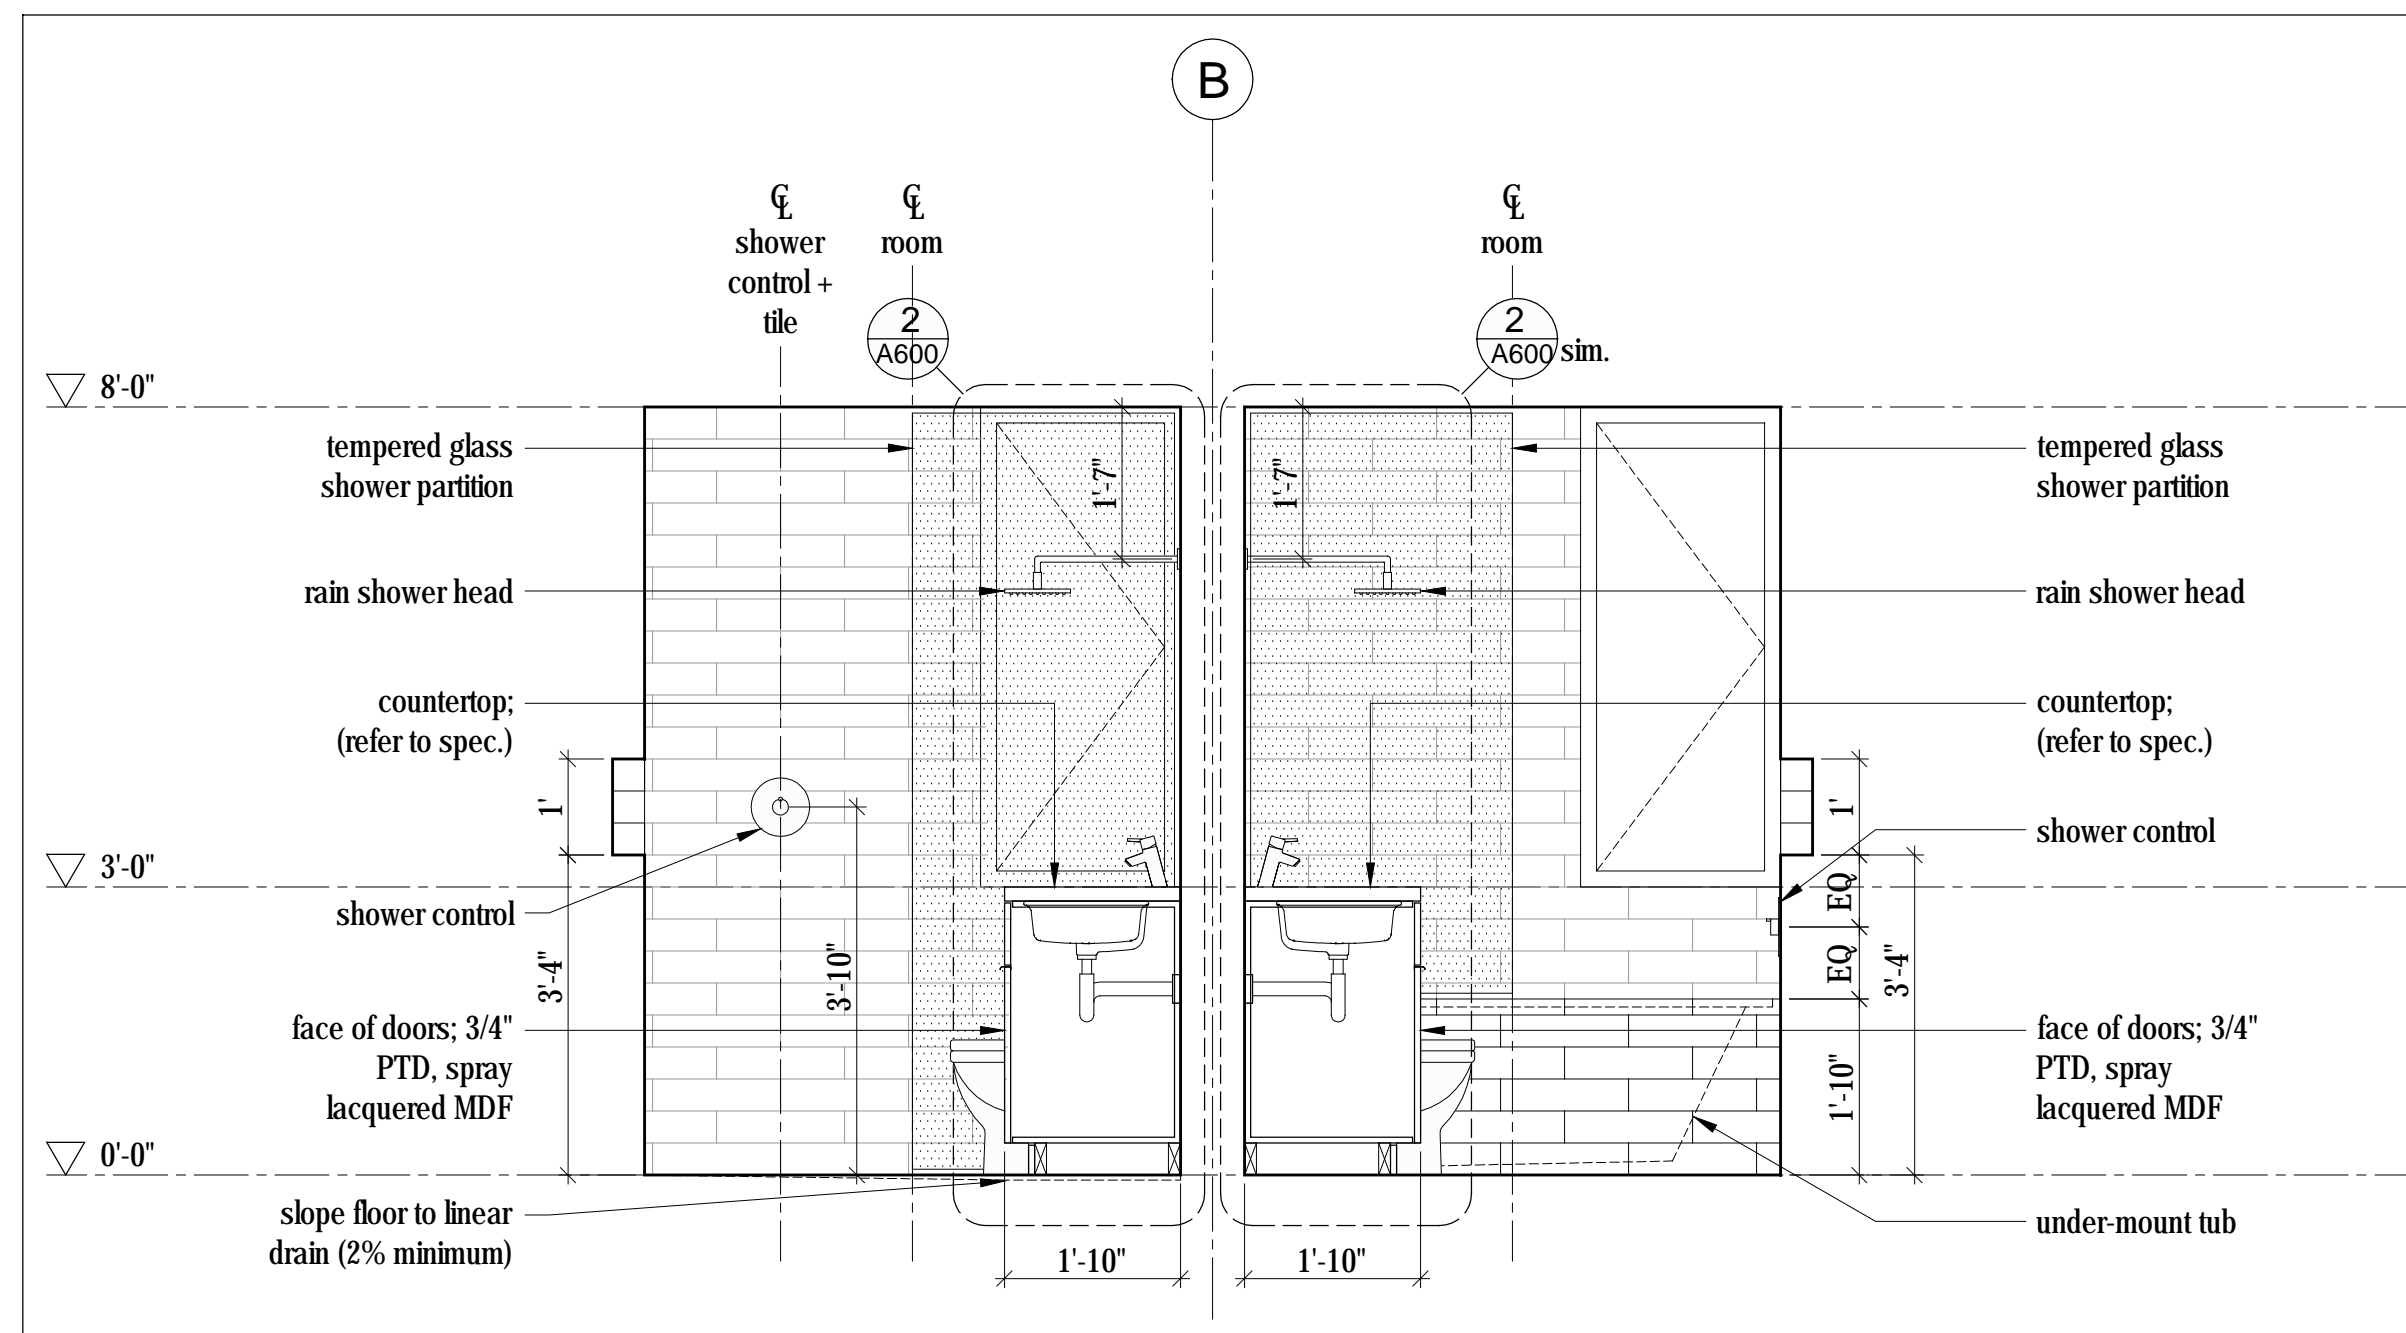 B
℄
shower
control +
tile
℄
room
℄
room
2
A600
2
A600
sim.
8'-0"
tempered glass
shower partition
1'-7"
1'-7"
tempered glass
shower partition
rain shower head
rain shower head
countertop;
(refer to spec.)
countertop;
(refer to spec.)
1'
1'
shower control
3'-0"
shower control
EQ
EQ
3'-4"
3'-10"
3'-4"
face of doors; 3/4"
PTD, spray
lacquered MDF
face of doors; 3/4"
PTD, spray
lacquered MDF
1'-10"
0'-0"
slope floor to linear
drain (2% minimum)
under-mount tub
1'-10"
1'-10"